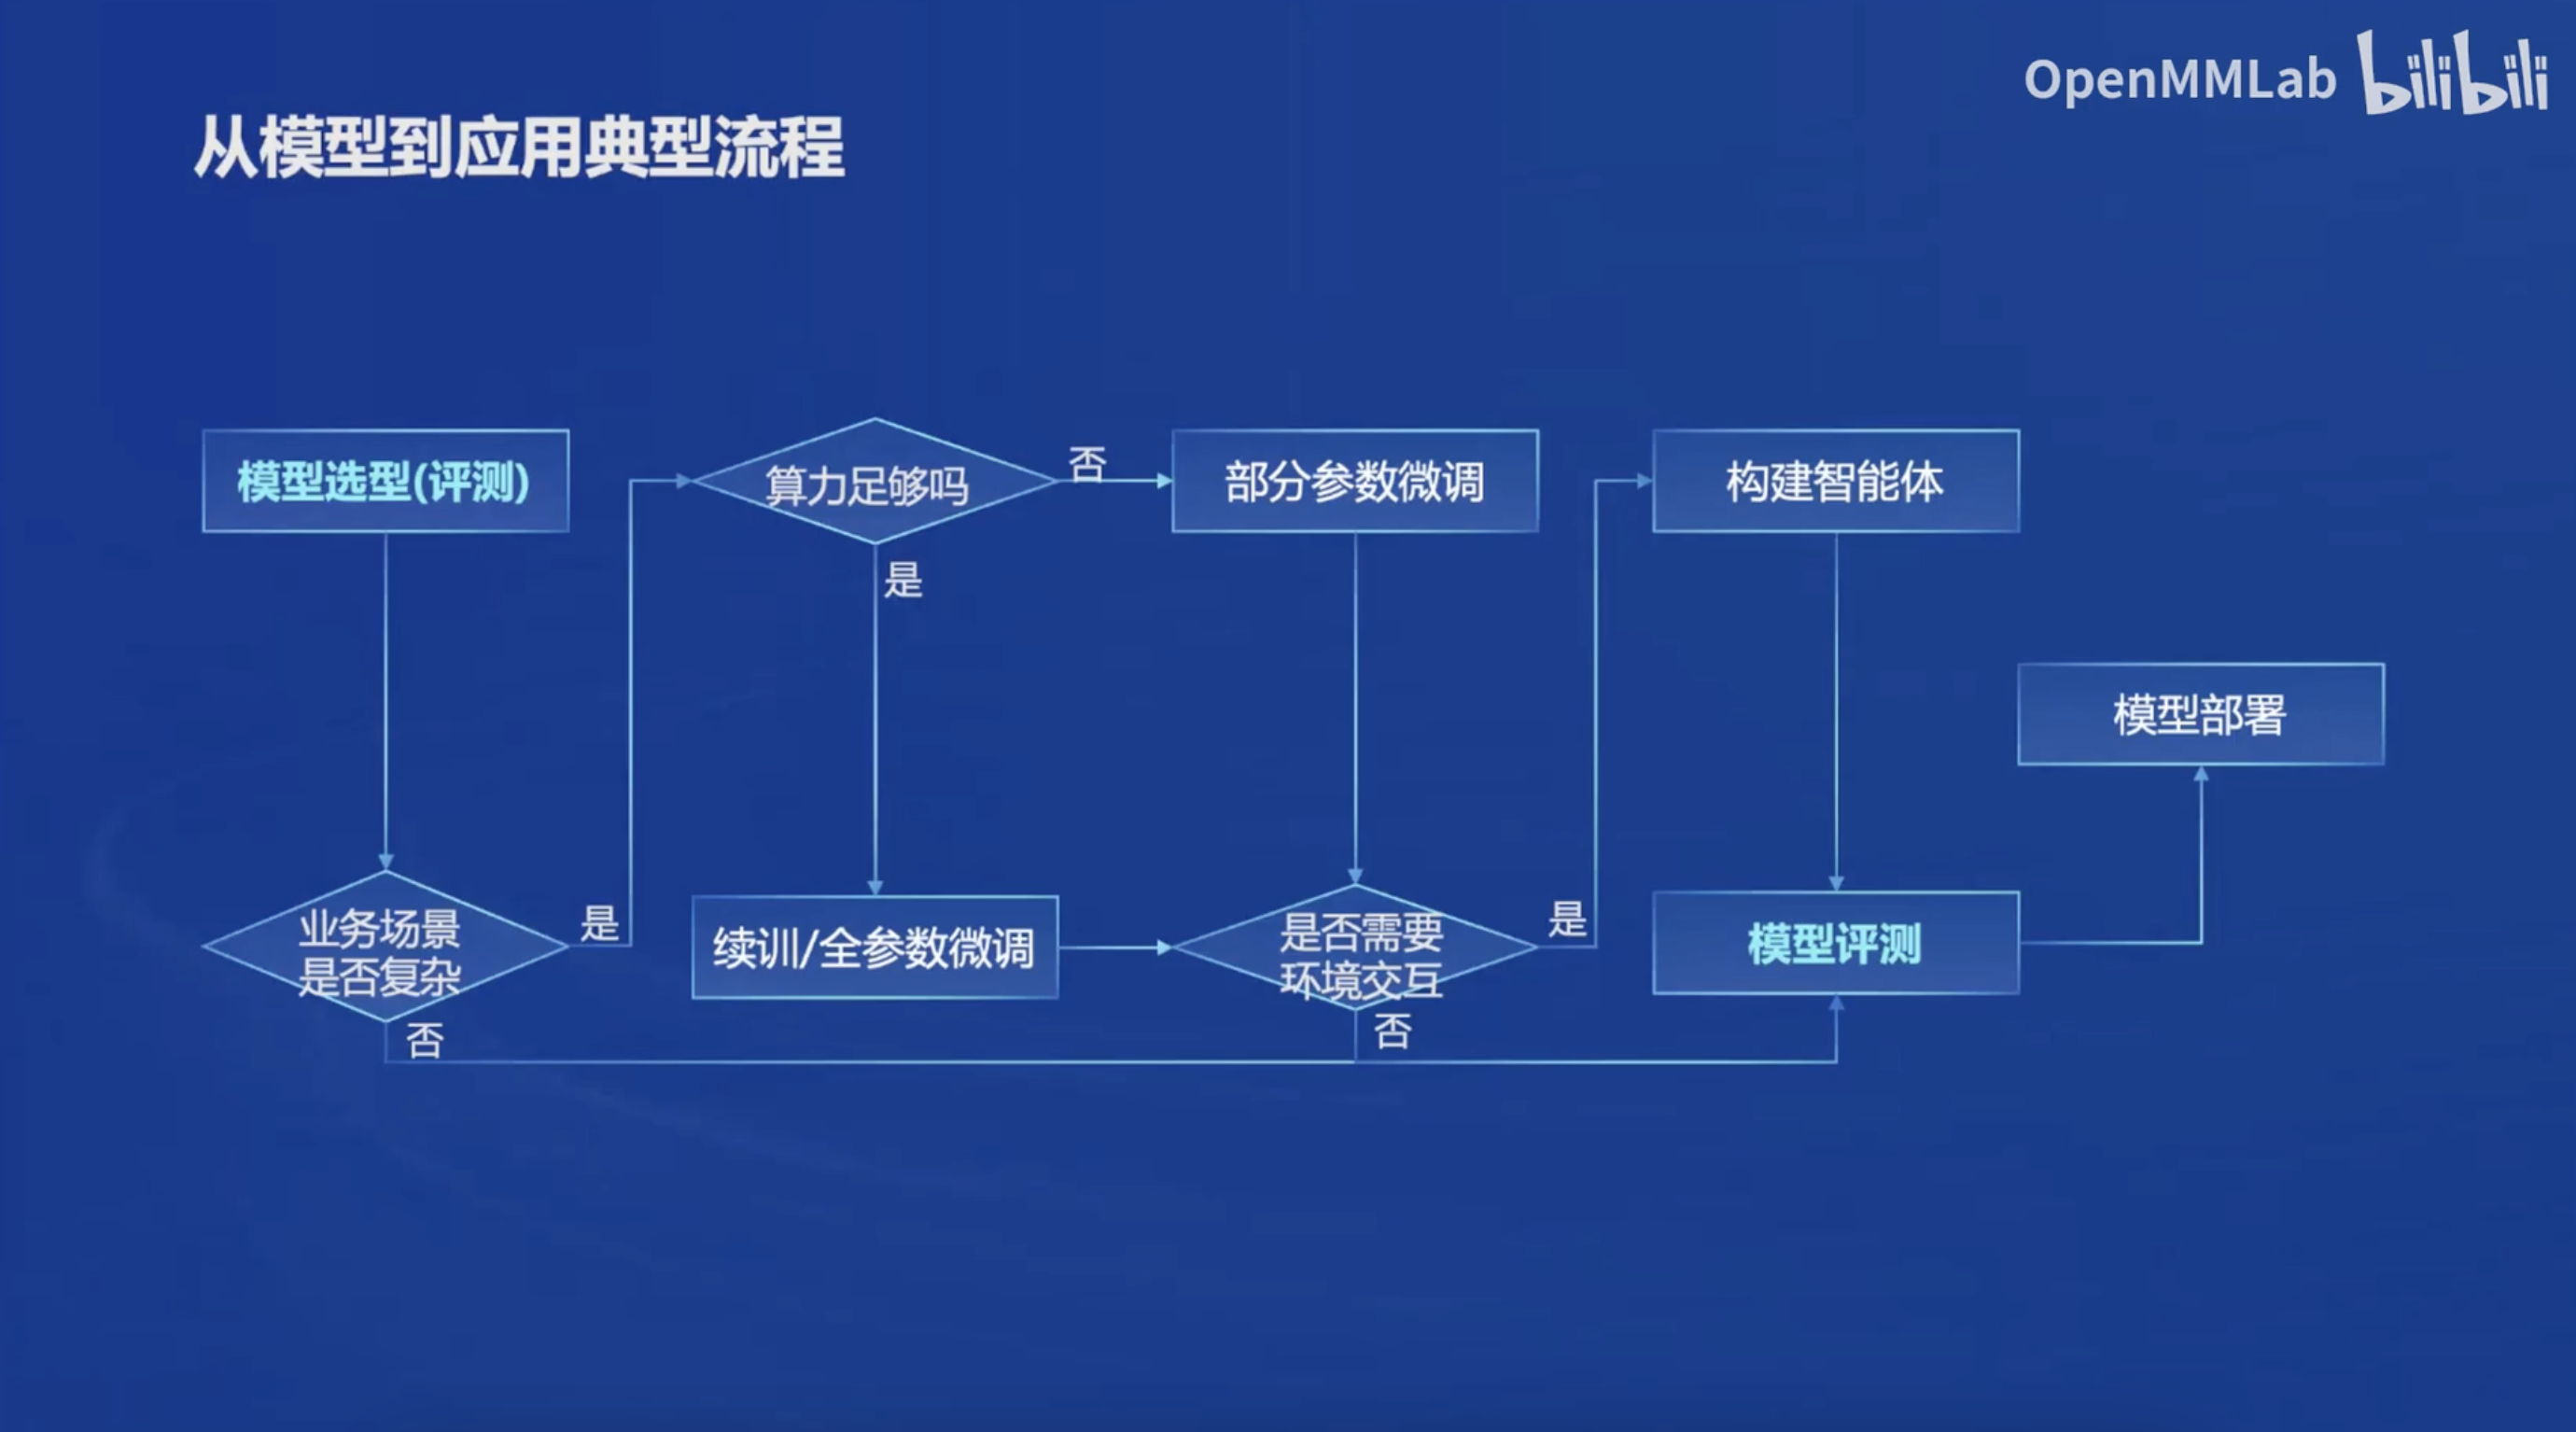 OpenMMLab bilibili
从模型到应用典型流程
模型选型(评测)
算力足够吗
否
部分参数微调
构建智能体
是
模型部署
业务场景
是否复杂
是
续训/全参数微调
是否需要
环境交互
是
模型评测
否
否